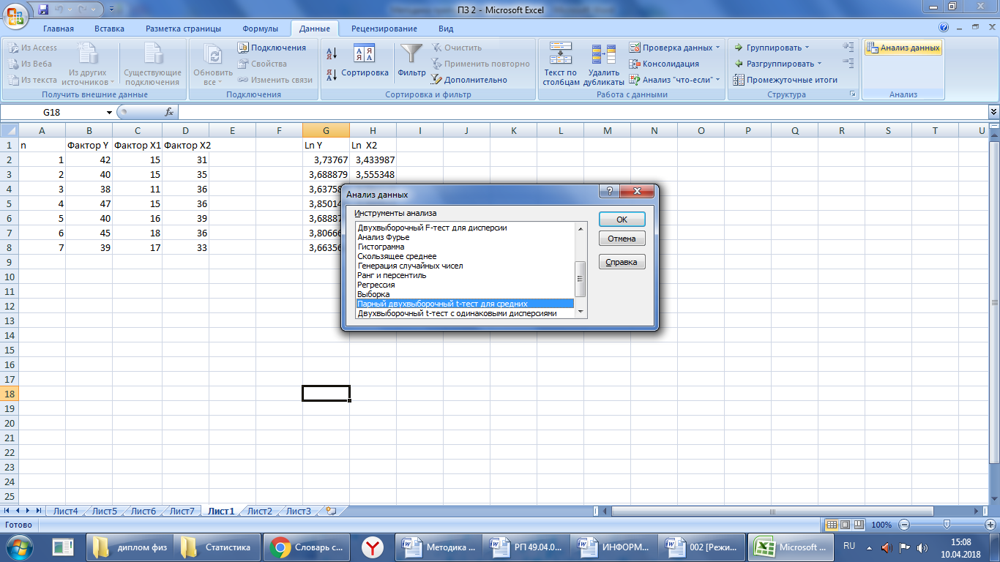 ПЗ 2 - Microsoft Excel
Главная Вставка Разметка страницы Формулы Данные Рецензирование Вид
Из Access
Из Веба
Из текста
Из других источников
Существующие подключения
Получить внешние данные
Обновить все
Подключения
Свойства
Изменить связи
Подключения
Сортировка
Фильтр
Очистить
Применить повторно
Дополнительно
Сортировка и фильтр
Текст по столбцам
Удалить дубликаты
Проверка данных
Консолидация
Анализ "что-если"
Работа с данными
Группировать
Разгруппировать
Промежуточные итоги
Структура
Анализ данных
Анализ
G18 fx
A B C D E F G H I J K L M N O P Q R S T U
1 n Фактор Y Фактор X1 Фактор X2 Ln Y Ln X2
2 1 42 15 31 3,73767 3,433987
3 2 40 15 35 3,688879 3,555348
4 3 38 11 36 3,63758
5 4 47 15 36 3,85014
6 5 40 16 39 3,68887
7 6 45 18 36 3,80666
8 7 39 17 33 3,66356
9
10
11
12
13
14
15
16
17
18
19
20
21
22
23
24
25
Анализ данных
Инструменты анализа
Двухвыборочный F-тест для дисперсии
Анализ Фурье
Гистограмма
Скользящее среднее
Генерация случайных чисел
Ранг и персентиль
Регрессия
Выборка
Парный двухвыборочный t-тест для средних
Двухвыборочный t-тест с одинаковыми дисперсиями
OK
Отмена
Справка
Лист4 Лист5 Лист6 Лист7 Лист1 Лист2 Лист3
Готово 100%
диплом физ Статистика Словарь с... Методика ... РП 49.04.0... ИНФОРМ... 002 [Режи... Microsoft ... RU 15:08
10.04.2018